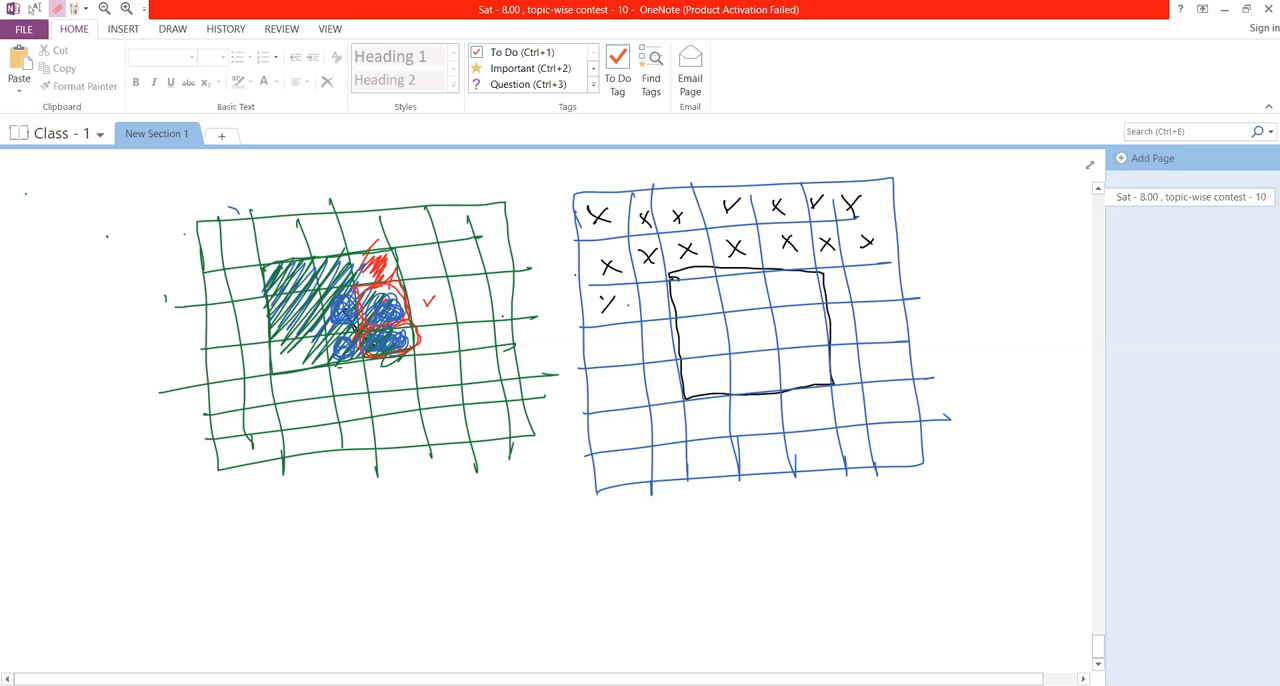 Sat - 8.00 , topic-wise contest - 10 - OneNote (Product Activation Failed)
?
FILE HOME INSERT DRAW HISTORY REVIEW VIEW
Sign in
Paste
Cut
Copy
Format Painter
Clipboard
B I U abc X₂ A
Basic Text
Heading 1
Heading 2
Styles
To Do (Ctrl+1)
Important (Ctrl+2)
? Question (Ctrl+3)
To Do Tag
Find Tags
Tags
Email Page
Email
Class - 1
New Section 1
+
Search (Ctrl+E)
Add Page
Sat - 8.00 , topic-wise contest - 10
X X X ✓ X ✓ X
X X X X X X X